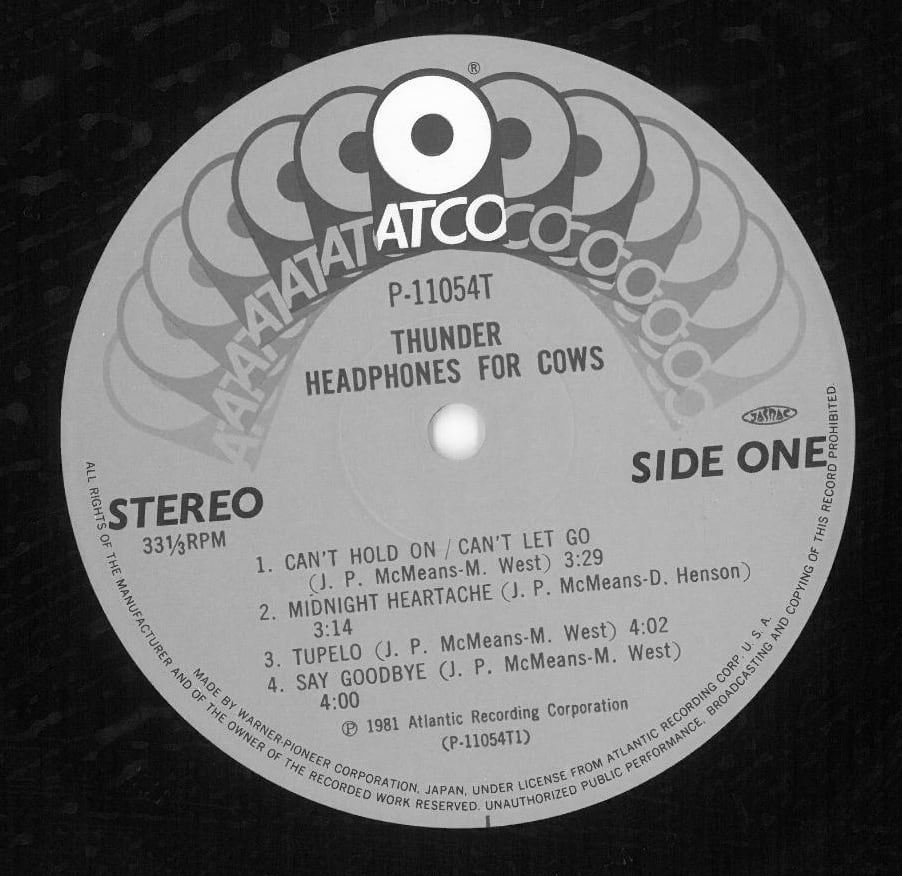 ®
ATCO
P-11054T
THUNDER
HEADPHONES FOR COWS
JASRAC
SIDE ONE
STEREO
33⅓RPM
1. CAN'T HOLD ON / CAN'T LET GO
(J. P. McMeans-M. West) 3:29
2. MIDNIGHT HEARTACHE (J. P. McMeans-D. Henson)
3:14
3. TUPELO (J. P. McMeans-M. West) 4:02
4. SAY GOODBYE (J. P. McMeans-M. West)
4:00
℗ 1981 Atlantic Recording Corporation
(P-11054T1)
MADE BY WARNER-PIONEER CORPORATION, JAPAN, UNDER LICENSE FROM ATLANTIC RECORDING CORP. U. S. A.
ALL RIGHTS OF THE MANUFACTURER AND OF THE OWNER OF THE RECORDED WORK RESERVED. UNAUTHORIZED PUBLIC PERFORMANCE, BROADCASTING AND COPYING OF THIS RECORD PROHIBITED.